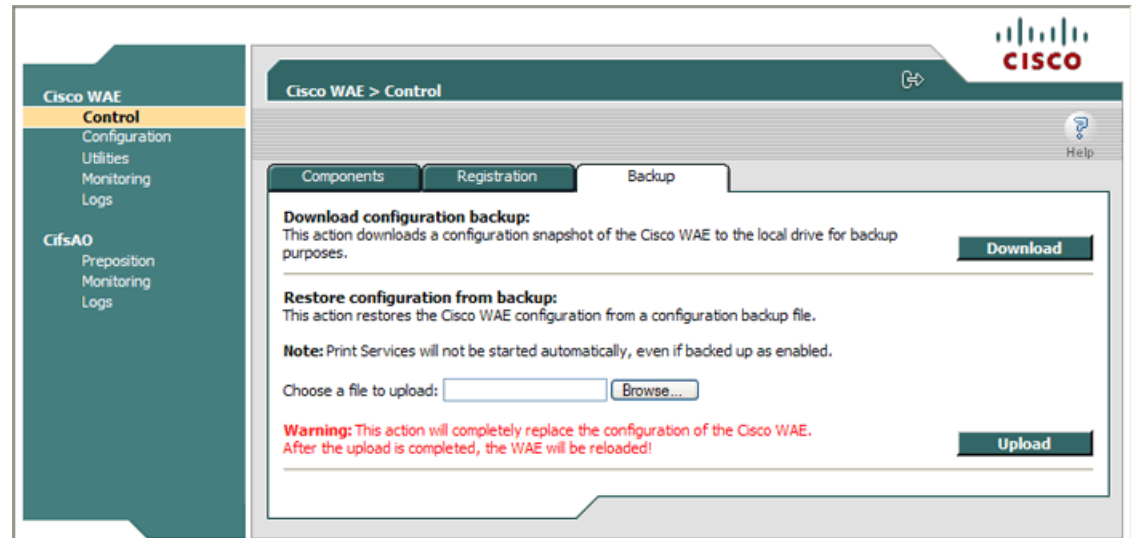 CISCO
Cisco WAE
Control
Configuration
Utilities
Monitoring
Logs
CifsAO
Preposition
Monitoring
Logs
Cisco WAE > Control
Help
Components
Registration
Backup
Download configuration backup:
This action downloads a configuration snapshot of the Cisco WAE to the local drive for backup
purposes.
Download
Restore configuration from backup:
This action restores the Cisco WAE configuration from a configuration backup file.
Note: Print Services will not be started automatically, even if backed up as enabled.
Choose a file to upload:
Browse...
Warning: This action will completely replace the configuration of the Cisco WAE.
After the upload is completed, the WAE will be reloaded!
Upload